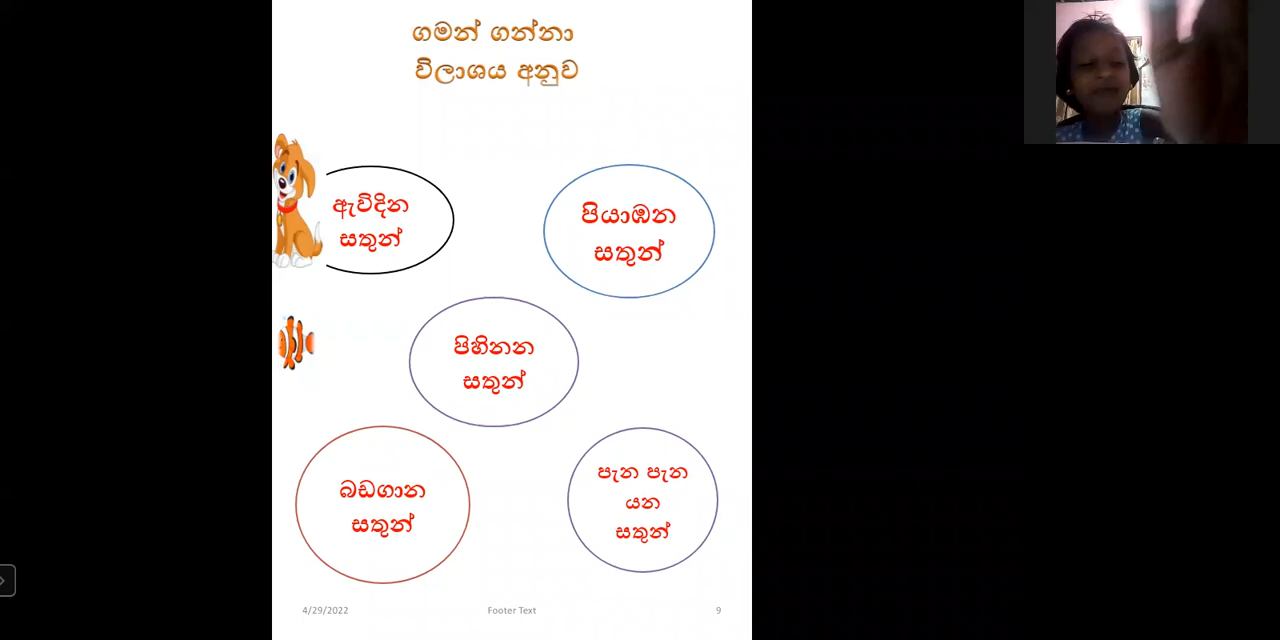 ගමන් ගන්නා
විලාශය අනුව
ඇවිදින
සතුන්
පියාඹන
සතුන්
පිහිනන
සතුන්
බඩගාන
සතුන්
පැන පැන
යන
සතුන්
4/29/2022
Footer Text
9